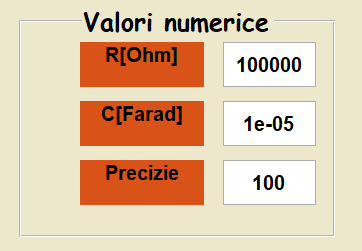 Valori numerice
R[Ohm] 100000
C[Farad] 1e-05
Precizie 100